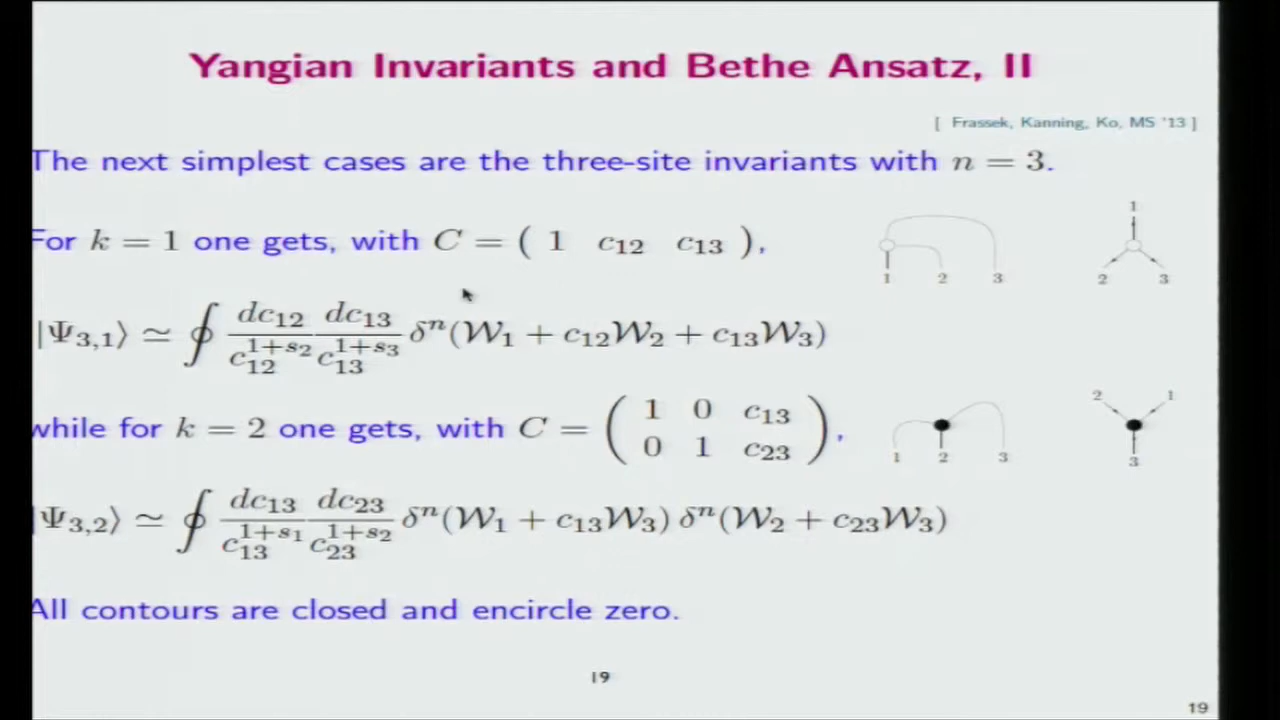 Yangian Invariants and Bethe Ansatz, II
[ Frassek, Kanning, Ko, MS '13 ]
The next simplest cases are the three-site invariants with n = 3.
For k = 1 one gets, with C = ( 1 c₁₂ c₁₃ ),
1 2 3
1
2 3
|Ψ₃,₁⟩ ≃ ∮ dc₁₂ dc₁₃ / c₁₂^{1+s₂} c₁₃^{1+s₃} δⁿ(𝒲₁ + c₁₂𝒲₂ + c₁₃𝒲₃)
while for k = 2 one gets, with C = ( 1 0 c₁₃
0 1 c₂₃ ),
1 2 3
2 1
3
|Ψ₃,₂⟩ ≃ ∮ dc₁₃ dc₂₃ / c₁₃^{1+s₁} c₂₃^{1+s₂} δⁿ(𝒲₁ + c₁₃𝒲₃) δⁿ(𝒲₂ + c₂₃𝒲₃)
All contours are closed and encircle zero.
19
19